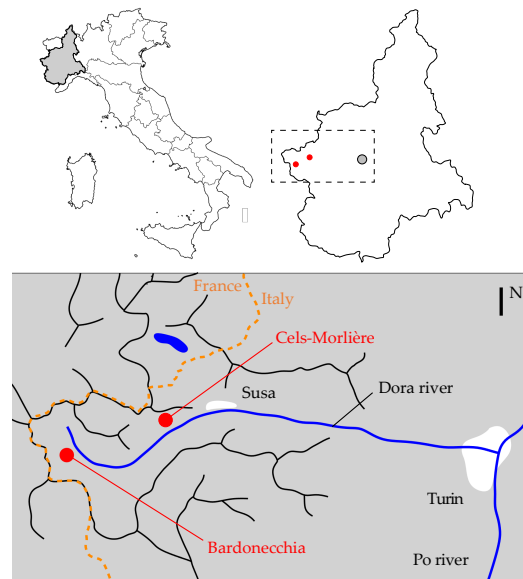 France
Italy
N
Cels-Morlière
Susa
Dora river
Turin
Bardonecchia
Po river